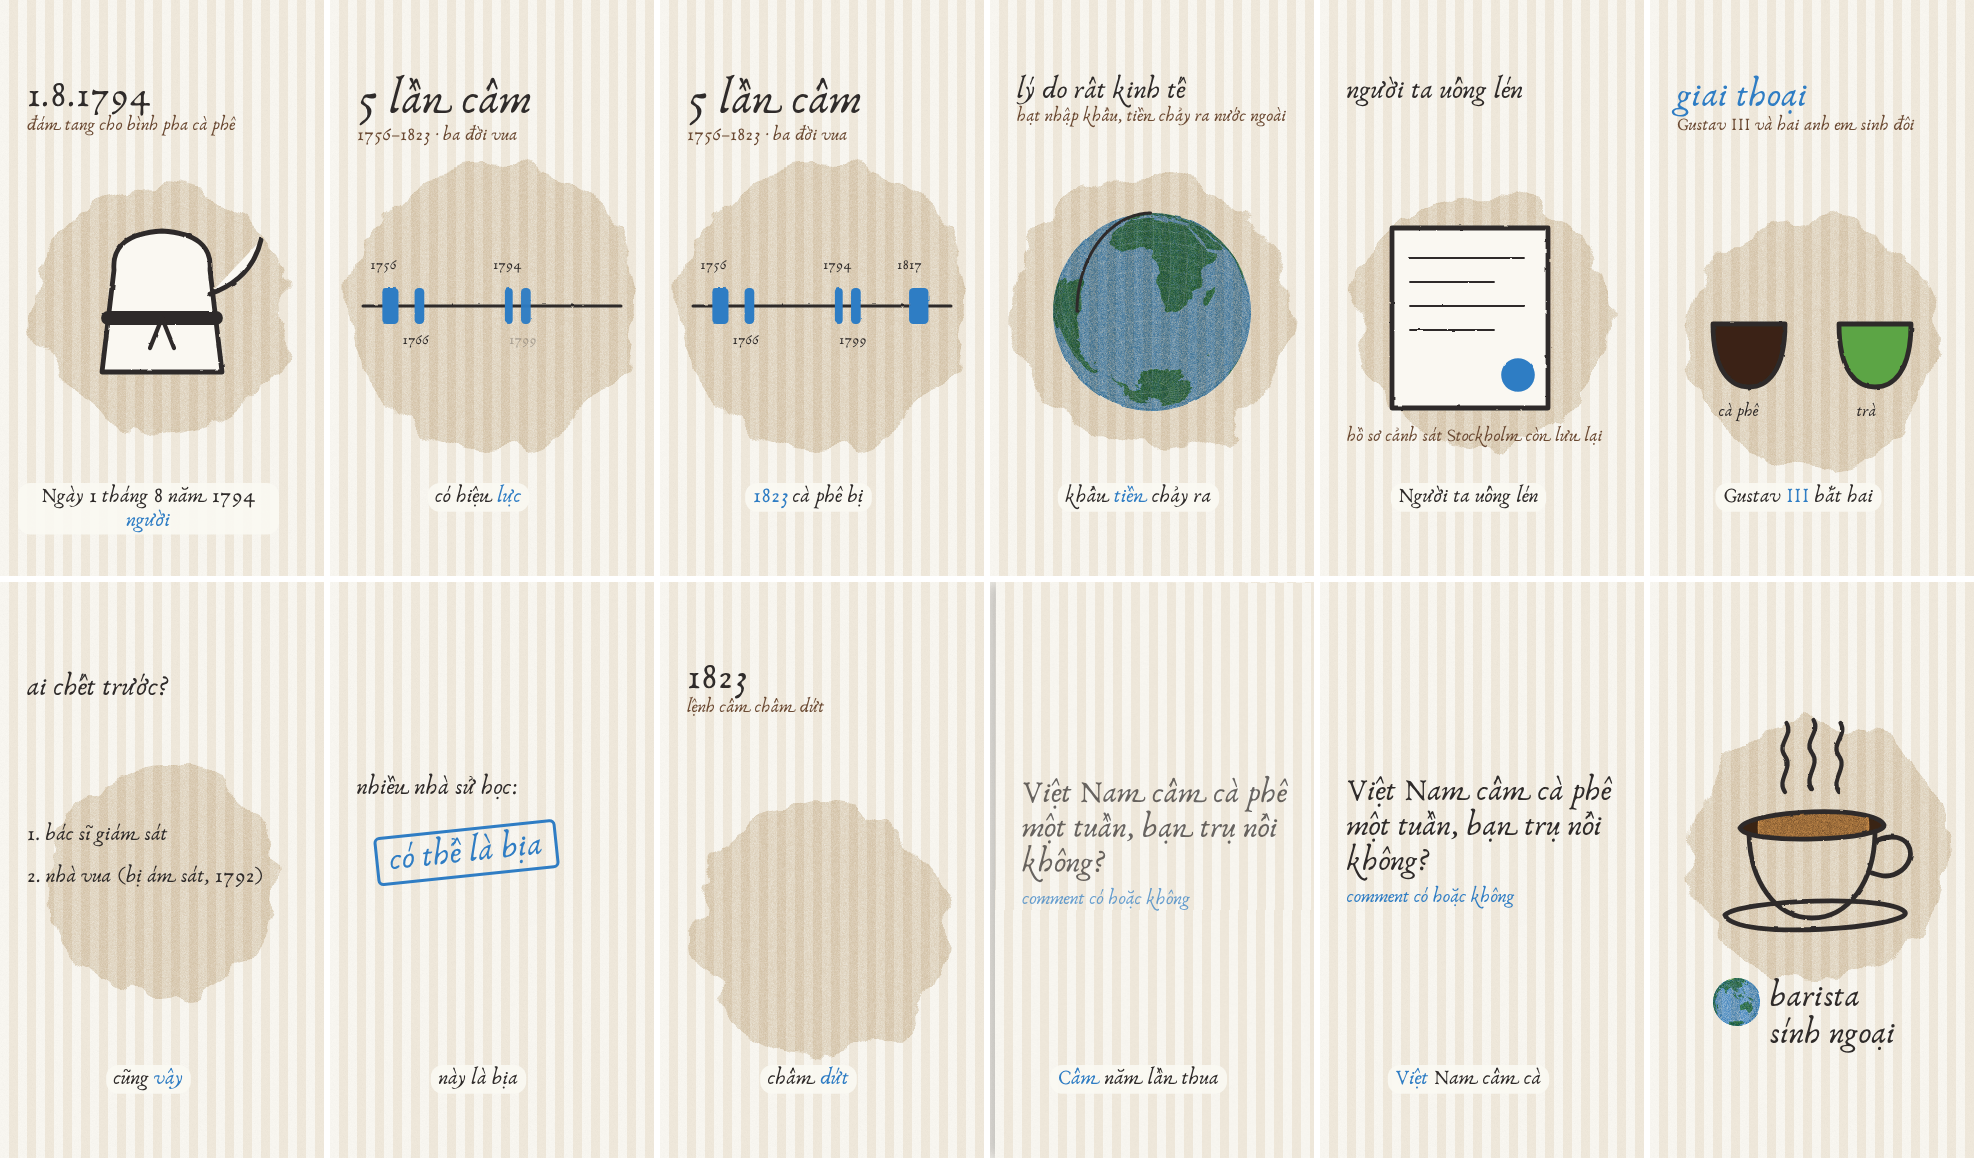 1.8.1794
đám tang cho bình pha cà phê
Ngày 1 tháng 8 năm 1794
người
5 lần cấm
1756–1823 · ba đời vua
1756
1794
1766
1799
có hiệu lực
5 lần cấm
1756–1823 · ba đời vua
1756
1794
1817
1766
1799
1823 cà phê bị
lý do rất kinh tế
hạt nhập khẩu, tiền chảy ra nước ngoài
khẩu tiền chảy ra
người ta uống lén
hồ sơ cảnh sát Stockholm còn lưu lại
Người ta uống lén
giai thoại
Gustav III và hai anh em sinh đôi
cà phê
trà
Gustav III bắt hai
ai chết trước?
1. bác sĩ giám sát
2. nhà vua (bị ám sát, 1792)
cũng vậy
nhiều nhà sử học:
có thể là bịa
này là bịa
1823
lệnh cấm chấm dứt
chấm dứt
Việt Nam cấm cà phê
một tuần, bạn trụ nổi
không?
comment có hoặc không
Cấm năm lần thua
Việt Nam cấm cà phê
một tuần, bạn trụ nổi
không?
comment có hoặc không
Việt Nam cấm cà
barista
sính ngoại